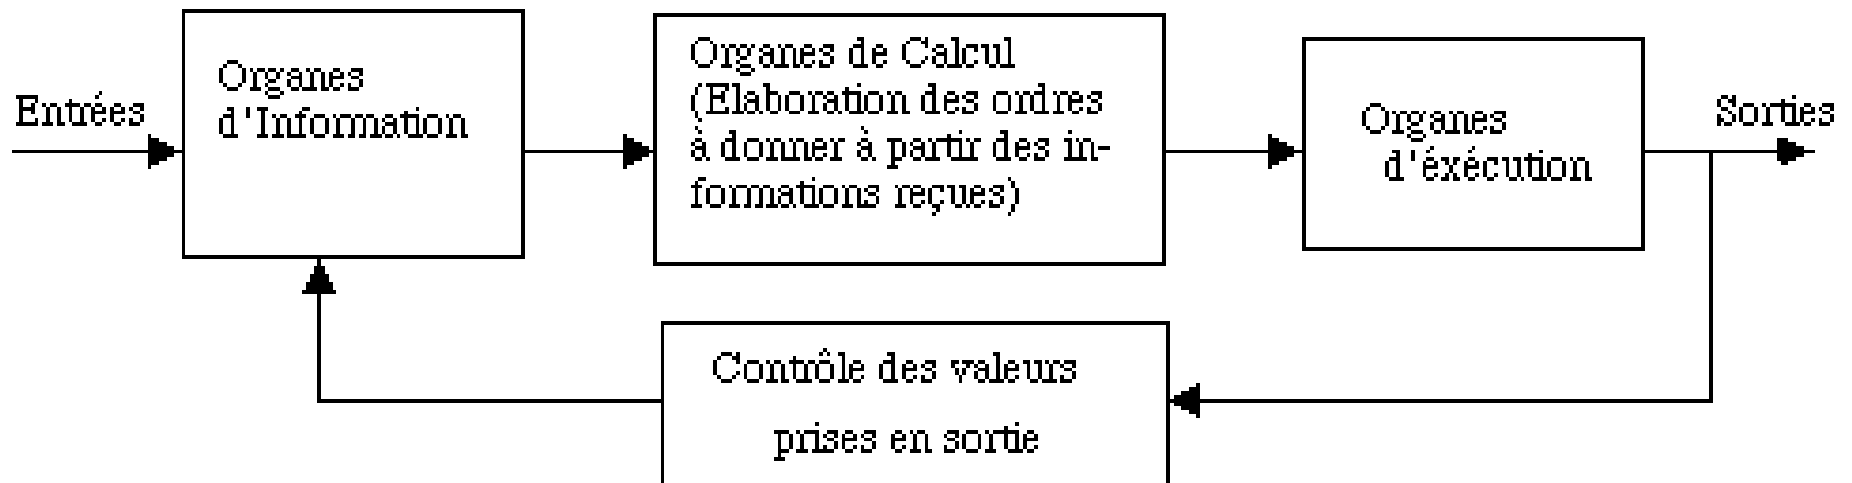 Entrées
Organes
d'Information
Organes de Calcul
(Elaboration des ordres
à donner à partir des in-
formations reçues)
Organes
d'éxécution
Sorties
Contrôle des valeurs
prises en sortie